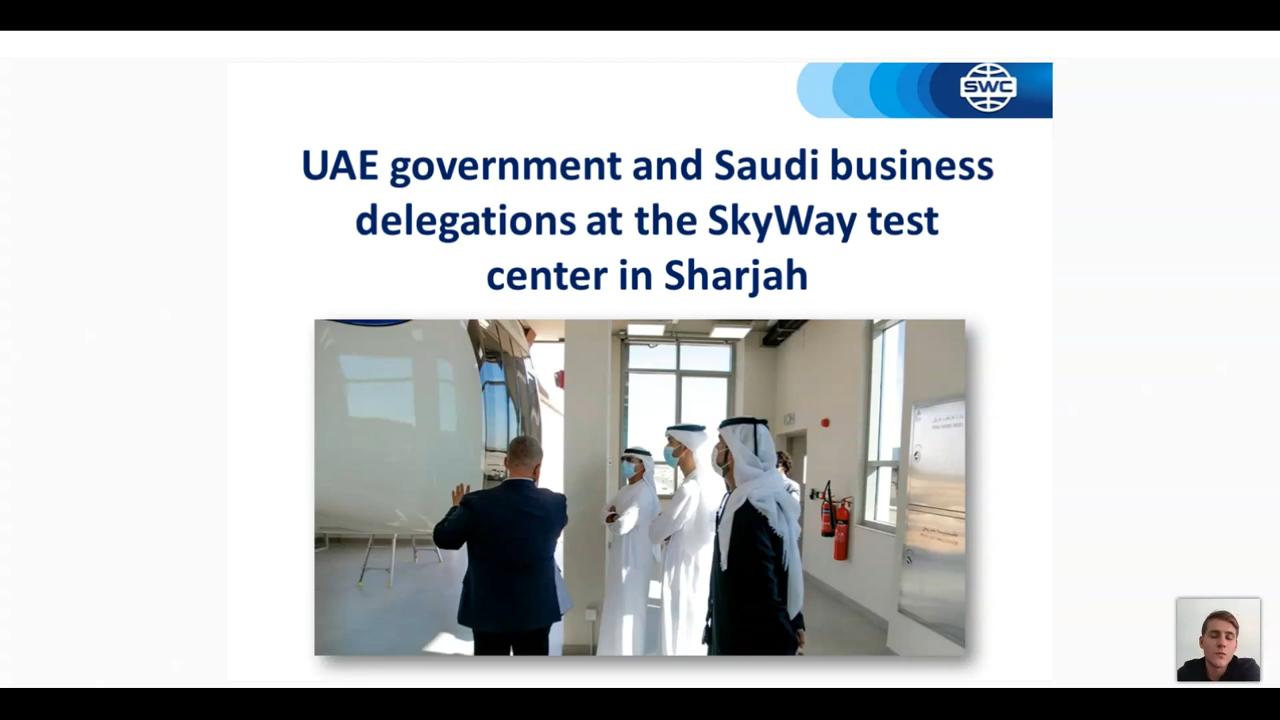 SWC
UAE government and Saudi business
delegations at the SkyWay test
center in Sharjah